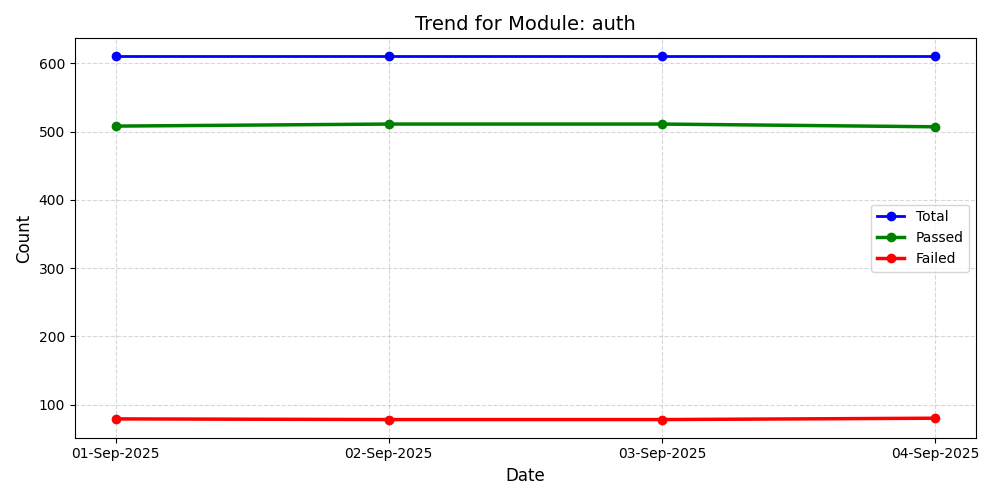 Trend for Module: auth
600
500
400
300
200
100
Count
Total
Passed
Failed
01-Sep-2025 02-Sep-2025 03-Sep-2025 04-Sep-2025
Date